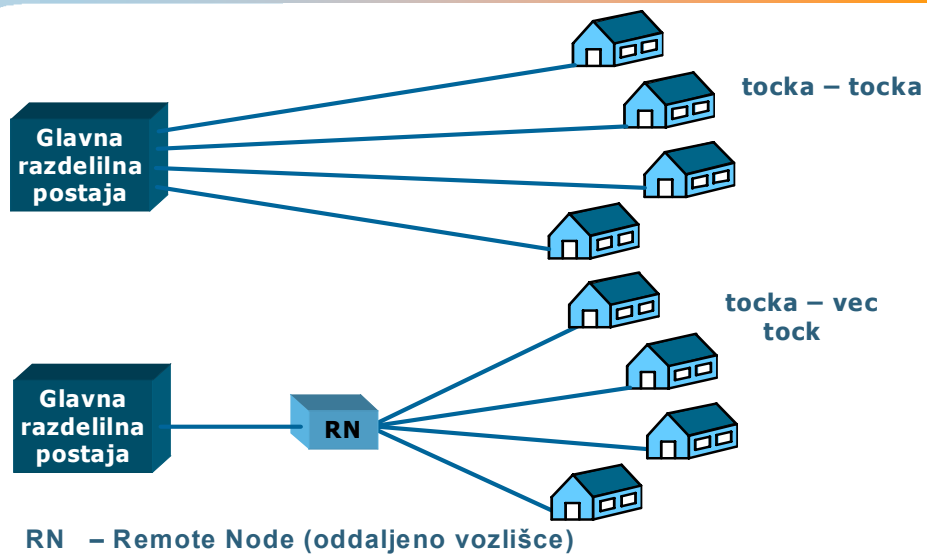 tocka – tocka
Glavna
razdelilna
postaja
tocka – vec
tock
Glavna
razdelilna
postaja
RN
RN – Remote Node (oddaljeno vozlišce)